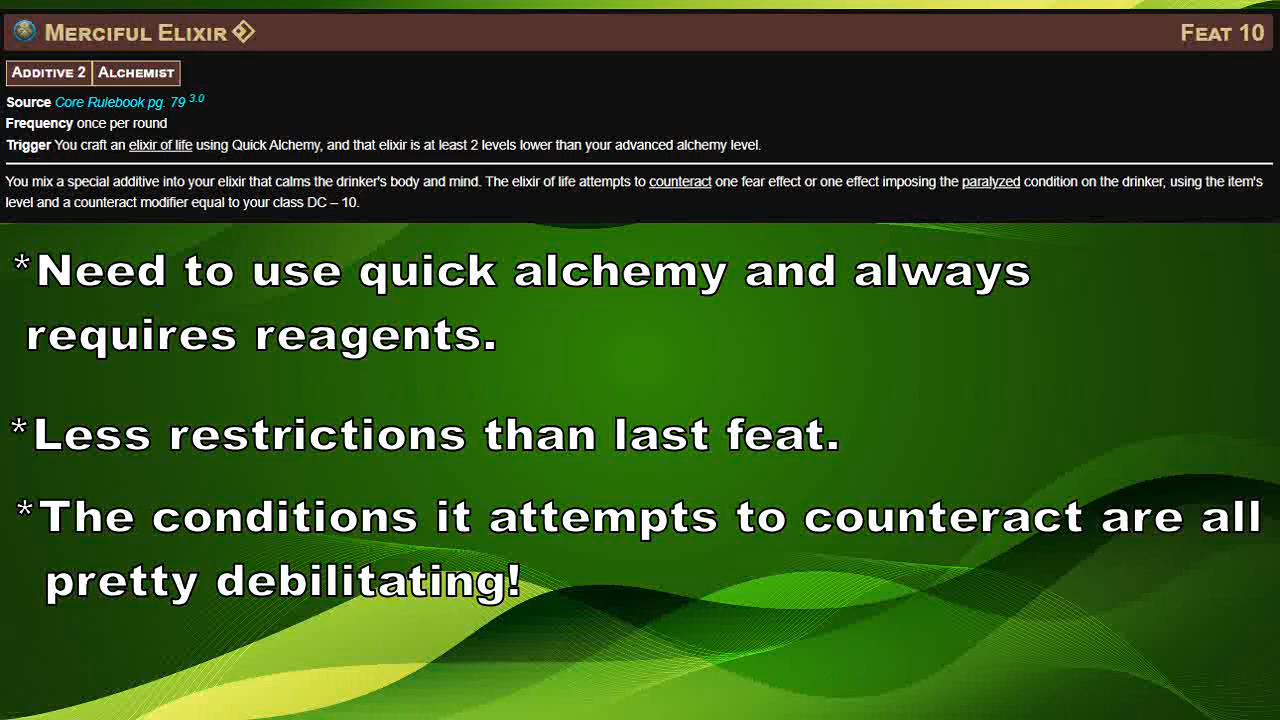 Merciful Elixir
Feat 10
Additive 2 Alchemist
Source Core Rulebook pg. 79 3.0
Frequency once per round
Trigger You craft an elixir of life using Quick Alchemy, and that elixir is at least 2 levels lower than your advanced alchemy level.
You mix a special additive into your elixir that calms the drinker's body and mind. The elixir of life attempts to counteract one fear effect or one effect imposing the paralyzed condition on the drinker, using the item's
level and a counteract modifier equal to your class DC – 10.
*Need to use quick alchemy and always
requires reagents.
*Less restrictions than last feat.
*The conditions it attempts to counteract are all
pretty debilitating!